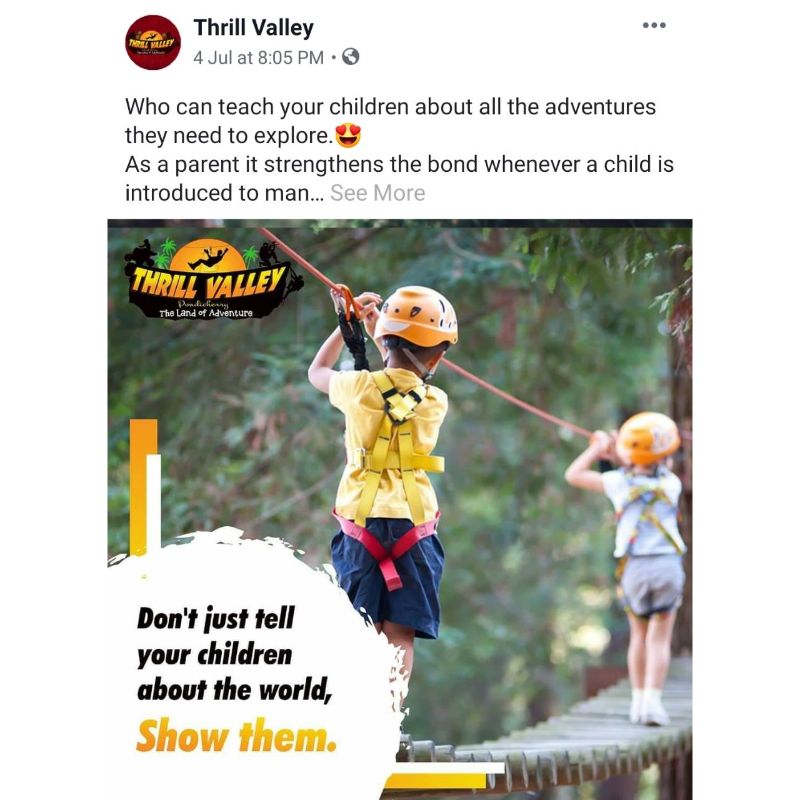 THRILL VALLEY
Thrill Valley
4 Jul at 8:05 PM ·
Who can teach your children about all the adventures
they need to explore.😍
As a parent it strengthens the bond whenever a child is
introduced to man... See More
THRILL VALLEY
Pondicherry
The Land of Adventure
Don't just tell
your children
about the world,
Show them.